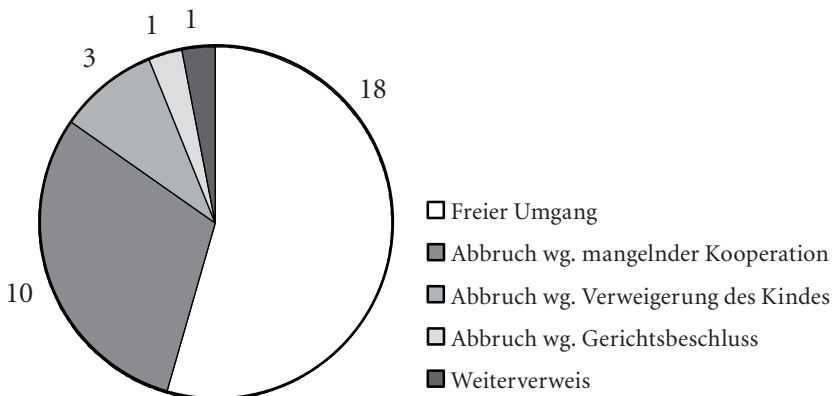 1
1
3
18
10
Freier Umgang
Abbruch wg. mangelnder Kooperation
Abbruch wg. Verweigerung des Kindes
Abbruch wg. Gerichtsbeschluss
Weiterverweis